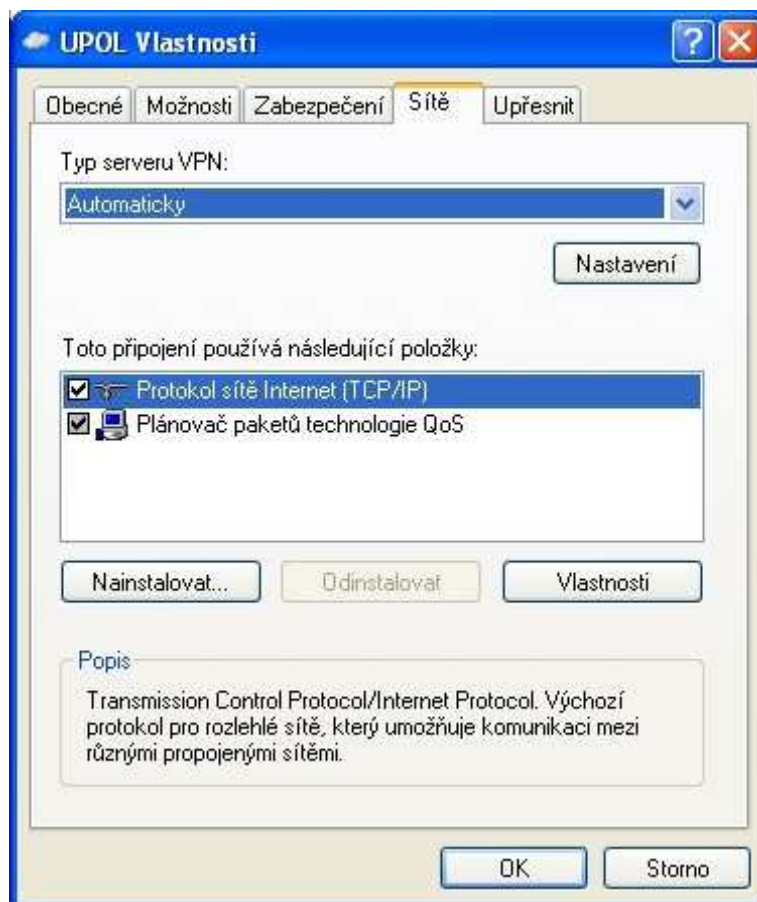 UPOL Vlastnosti
Obecné Možnosti Zabezpečení Sítě Upřesnit
Typ serveru VPN:
Automaticky
Nastavení
Toto připojení používá následující položky:
Protokol sítě Internet (TCP/IP)
Plánovač paketů technologie QoS
Nainstalovat... Odinstalovat Vlastnosti
Popis
Transmission Control Protocol/Internet Protocol. Výchozí
protokol pro rozlehlé sítě, který umožňuje komunikaci mezi
různými propojenými sítěmi.
OK Storno